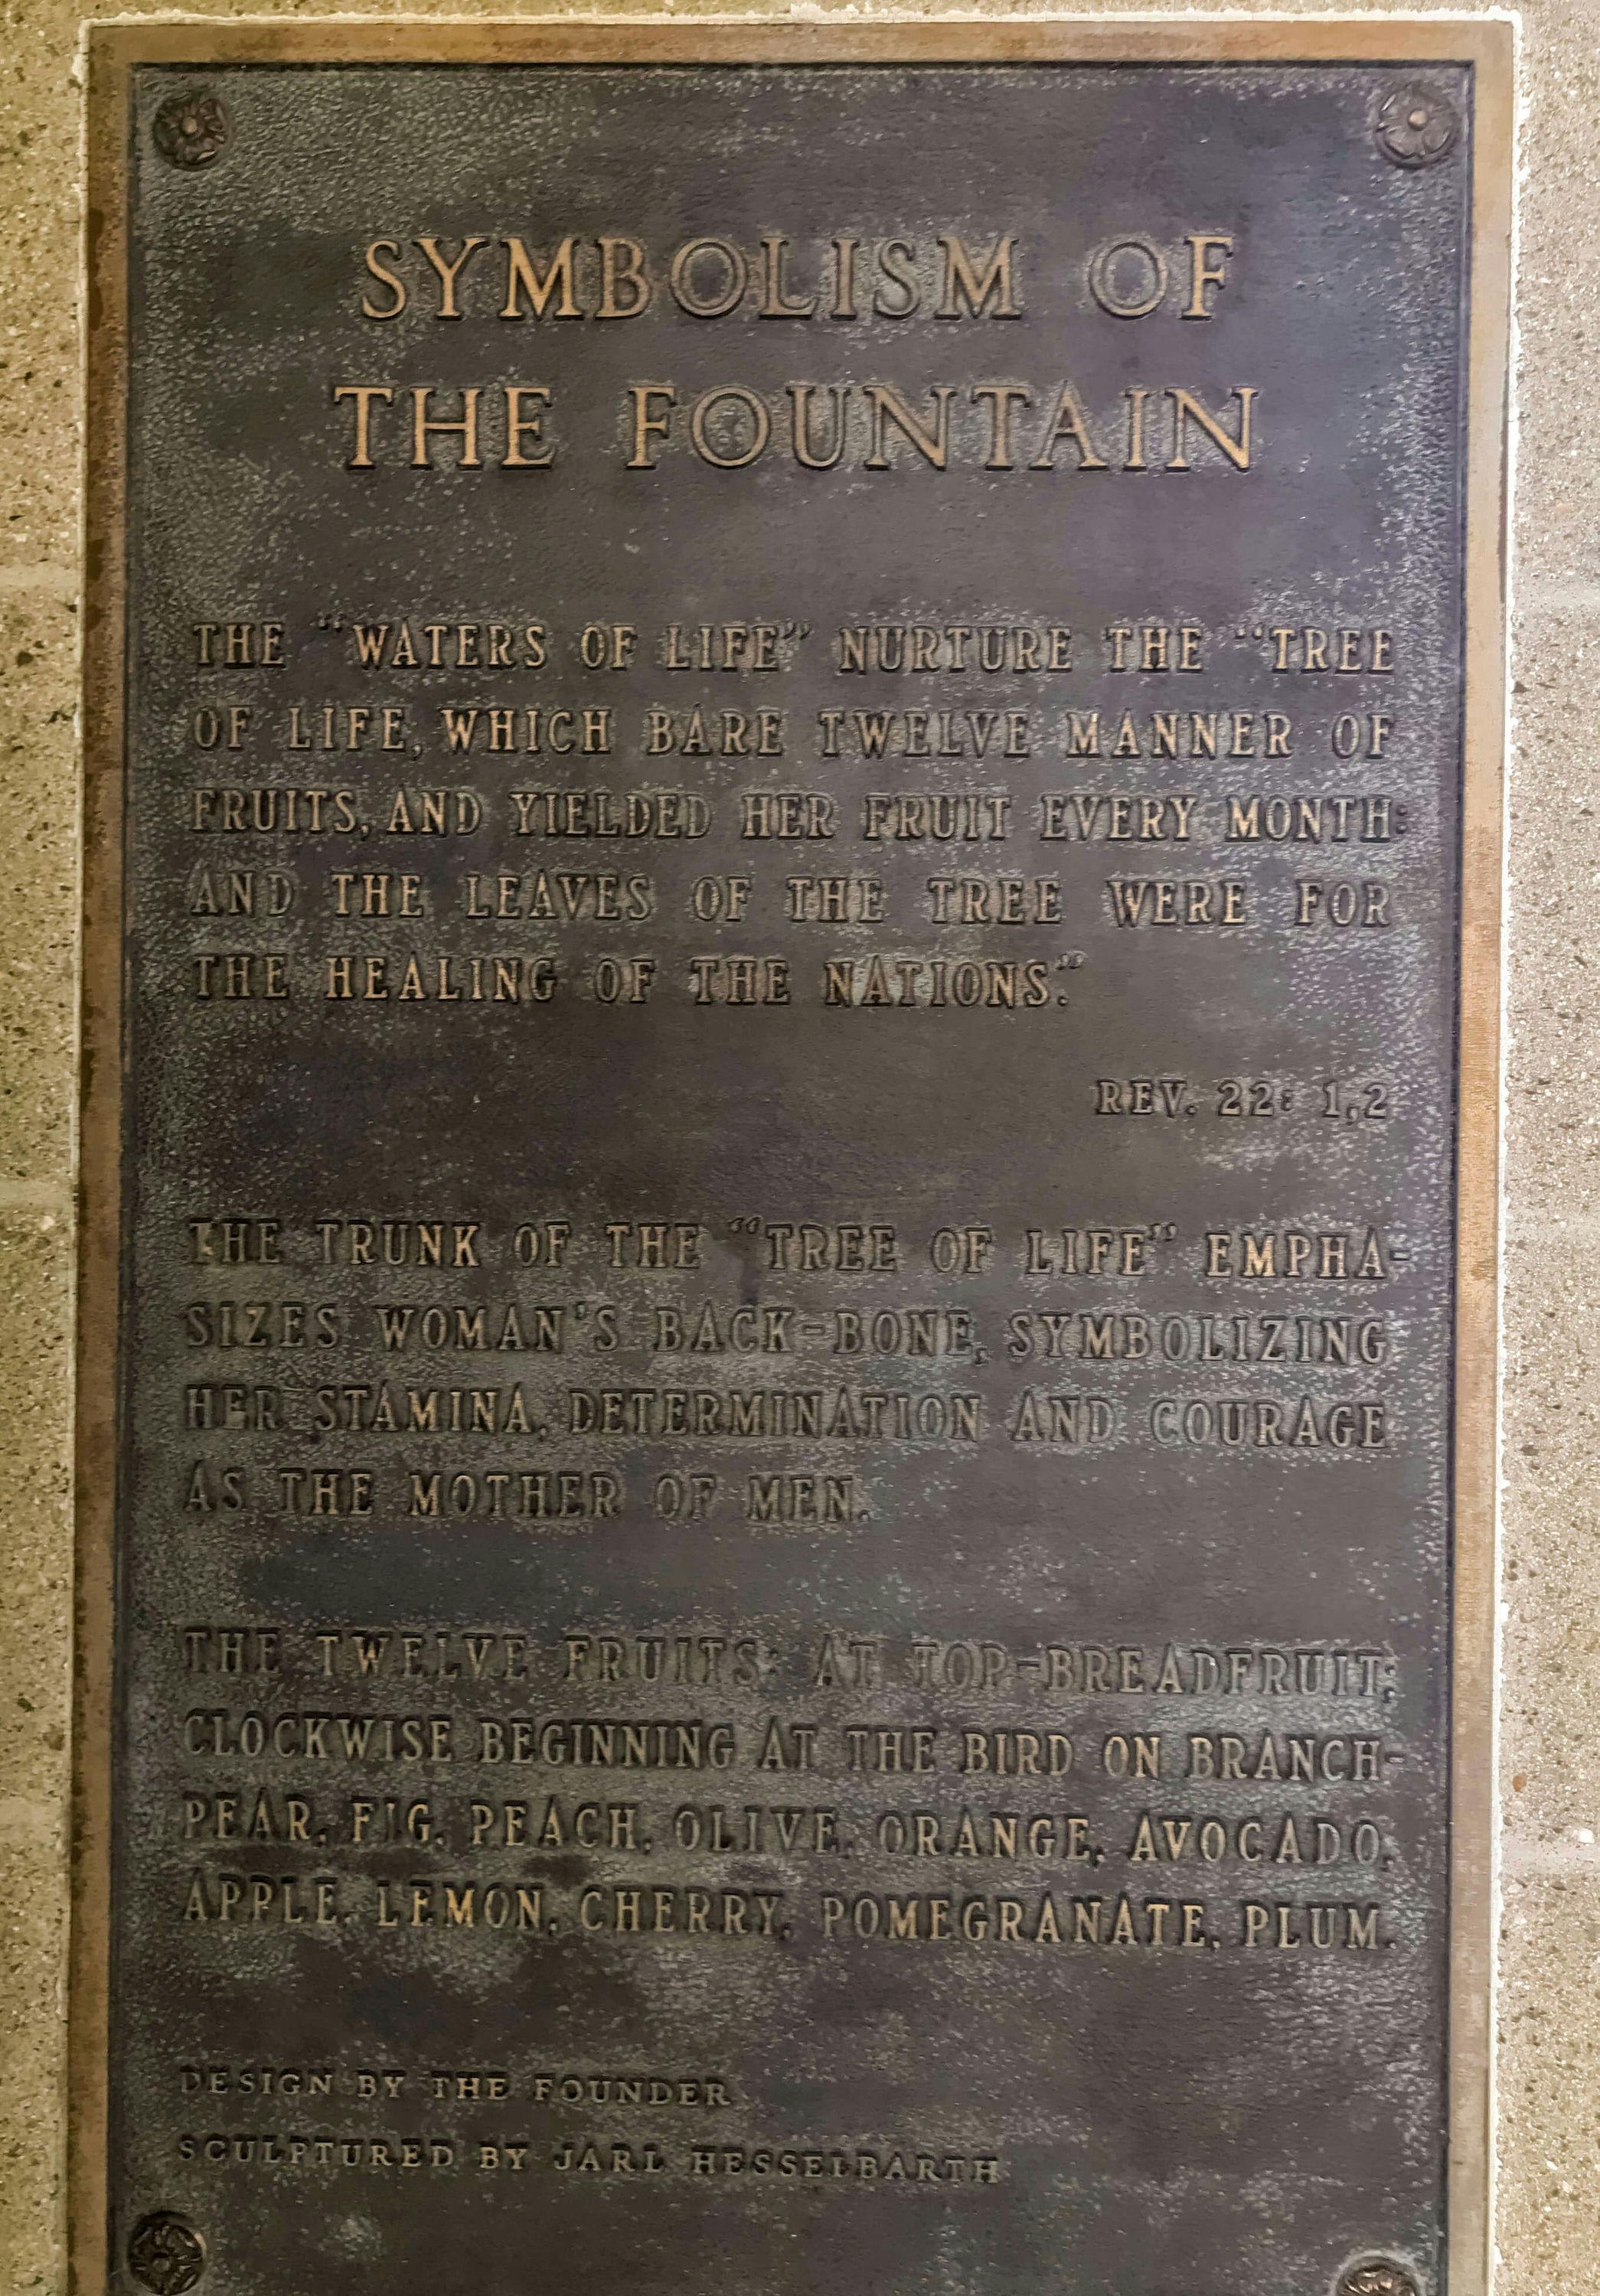 SYMBOLISM OF
THE FOUNTAIN
THE "WATERS OF LIFE" NURTURE THE "TREE
OF LIFE, WHICH BARE TWELVE MANNER OF
FRUITS, AND YIELDED HER FRUIT EVERY MONTH:
AND THE LEAVES OF THE TREE WERE FOR
THE HEALING OF THE NATIONS."
REV. 22: 1,2
THE TRUNK OF THE "TREE OF LIFE" EMPHA-
SIZES WOMAN'S BACK-BONE, SYMBOLIZING
HER STAMINA, DETERMINATION AND COURAGE
AS THE MOTHER OF MEN.
THE TWELVE FRUITS: AT TOP-BREADFRUIT;
CLOCKWISE BEGINNING AT THE BIRD ON BRANCH-
PEAR, FIG, PEACH, OLIVE, ORANGE, AVOCADO,
APPLE, LEMON, CHERRY, POMEGRANATE, PLUM.
DESIGN BY THE FOUNDER
SCULPTURED BY JARL HESSELBARTH